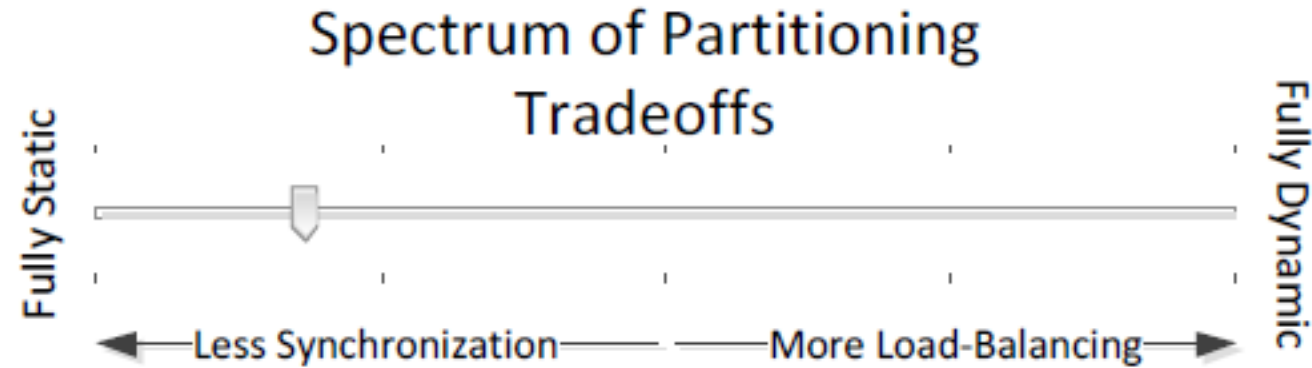 Spectrum of Partitioning
Tradeoffs
Fully Static
Fully Dynamic
Less Synchronization
More Load-Balancing